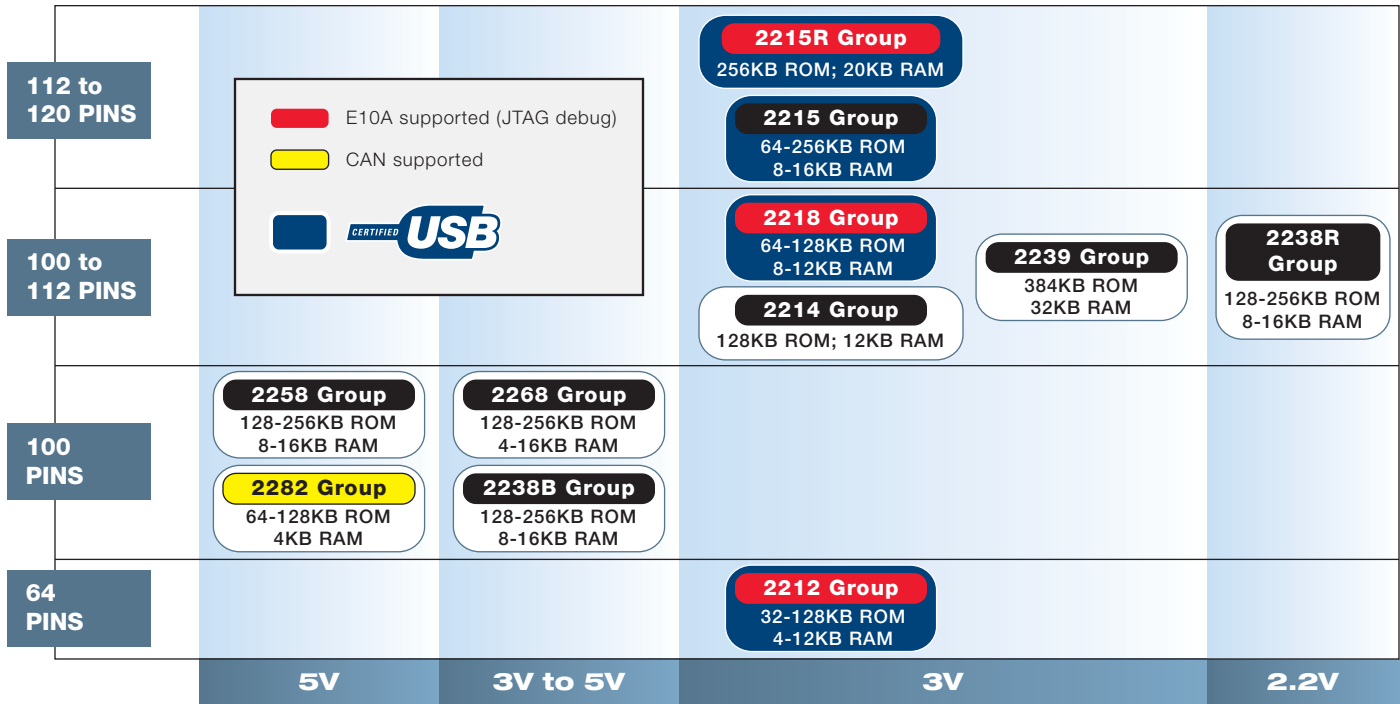 112 to
120 PINS
E10A supported (JTAG debug)
CAN supported
CERTIFIED USB
2215R Group
256KB ROM; 20KB RAM
2215 Group
64-256KB ROM
8-16KB RAM
100 to
112 PINS
2218 Group
64-128KB ROM
8-12KB RAM
2214 Group
128KB ROM; 12KB RAM
2239 Group
384KB ROM
32KB RAM
2238R
Group
128-256KB ROM
8-16KB RAM
100
PINS
2258 Group
128-256KB ROM
8-16KB RAM
2282 Group
64-128KB ROM
4KB RAM
2268 Group
128-256KB ROM
4-16KB RAM
2238B Group
128-256KB ROM
8-16KB RAM
64
PINS
2212 Group
32-128KB ROM
4-12KB RAM
5V
3V to 5V
3V
2.2V